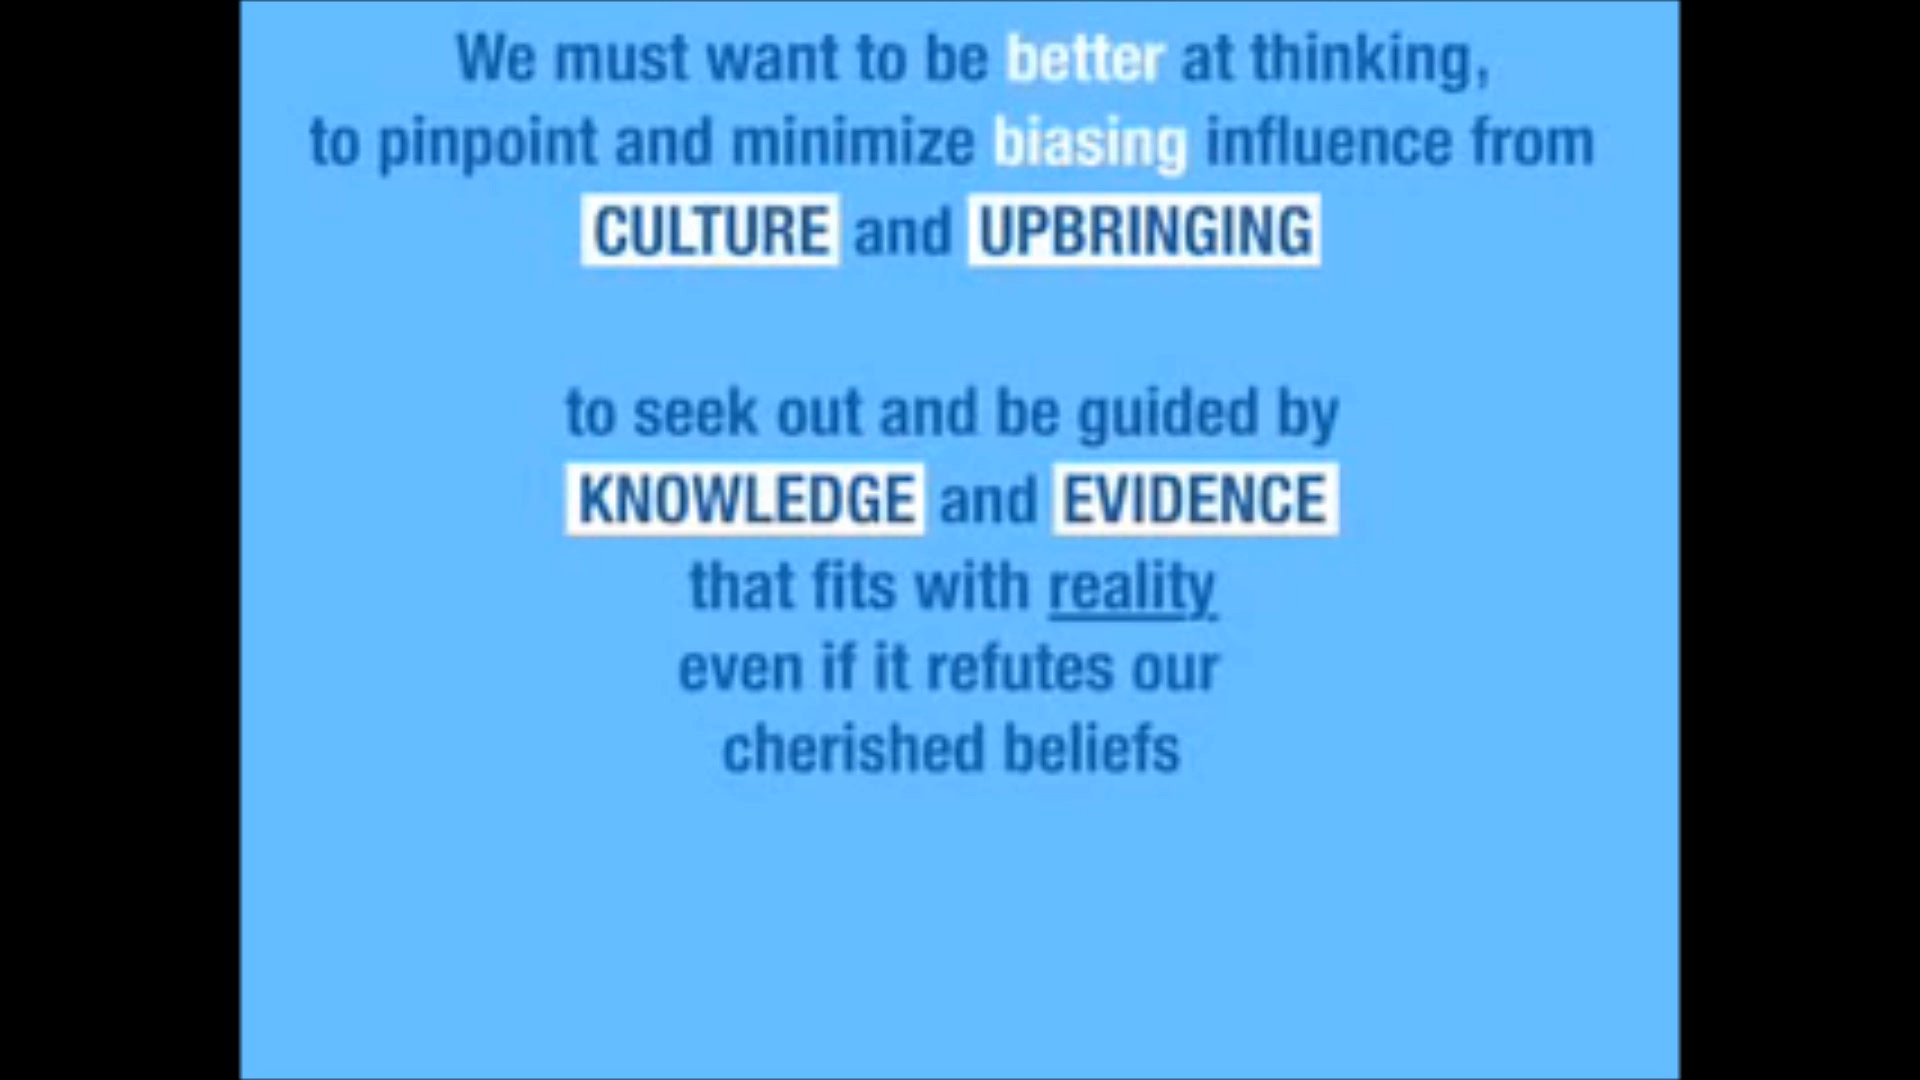 We must want to be better at thinking,
to pinpoint and minimize biasing influence from
CULTURE and UPBRINGING
to seek out and be guided by
KNOWLEDGE and EVIDENCE
that fits with reality
even if it refutes our
cherished beliefs